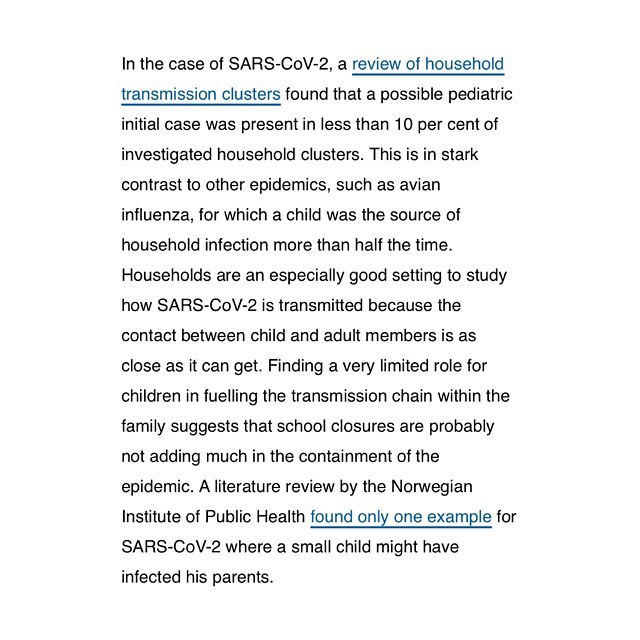 In the case of SARS-CoV-2, a review of household
transmission clusters found that a possible pediatric
initial case was present in less than 10 per cent of
investigated household clusters. This is in stark
contrast to other epidemics, such as avian
influenza, for which a child was the source of
household infection more than half the time.
Households are an especially good setting to study
how SARS-CoV-2 is transmitted because the
contact between child and adult members is as
close as it can get. Finding a very limited role for
children in fuelling the transmission chain within the
family suggests that school closures are probably
not adding much in the containment of the
epidemic. A literature review by the Norwegian
Institute of Public Health found only one example for
SARS-CoV-2 where a small child might have
infected his parents.